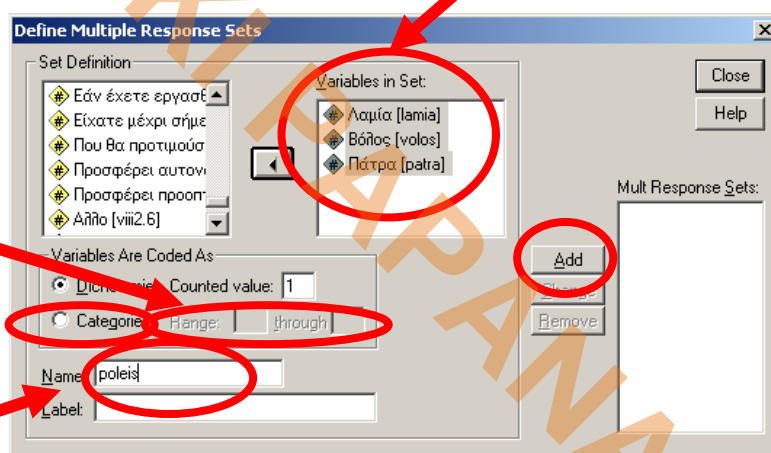 Define Multiple Response Sets
Set Definition
Εάν έχετε εργασθ
Είχατε μέχρι σήμε
Που θα προτιμούσ
Προσφέρει αυτον
Προσφέρει προοπ
Άλλο [viii2.6]
Variables in Set:
Λαμία [lamia]
Βόλος [volos]
Πάτρα [patra]
Close
Help
Mult Response Sets:
Variables Are Coded As
Counted value: 1
Categories Range: through
Name: poleis
Label:
Add
Change
Remove
PAPANA